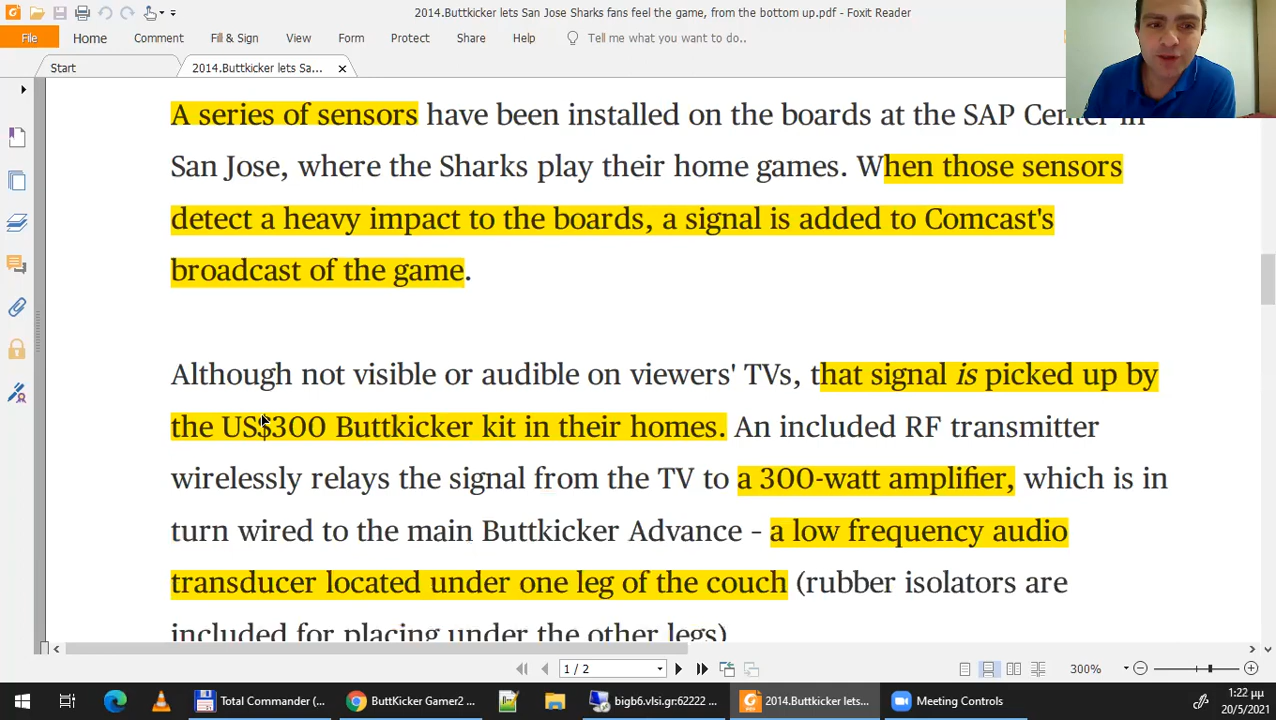 2014.Buttkicker lets San Jose Sharks fans feel the game, from the bottom up.pdf - Foxit Reader
File Home Comment Fill & Sign View Form Protect Share Help Tell me what you want to do..
Start 2014.Buttkicker lets Sa...
A series of sensors have been installed on the boards at the SAP Center in
San Jose, where the Sharks play their home games. When those sensors
detect a heavy impact to the boards, a signal is added to Comcast's
broadcast of the game.
Although not visible or audible on viewers' TVs, that signal is picked up by
the US$300 Buttkicker kit in their homes. An included RF transmitter
wirelessly relays the signal from the TV to a 300-watt amplifier, which is in
turn wired to the main Buttkicker Advance – a low frequency audio
transducer located under one leg of the couch (rubber isolators are
included for placing under the other legs)
1 / 2 300%
Total Commander (... ButtKicker Gamer2 ... bigb6.vlsi.gr:62222 ... 2014.Buttkicker lets... Meeting Controls
1:22 μμ
20/5/2021